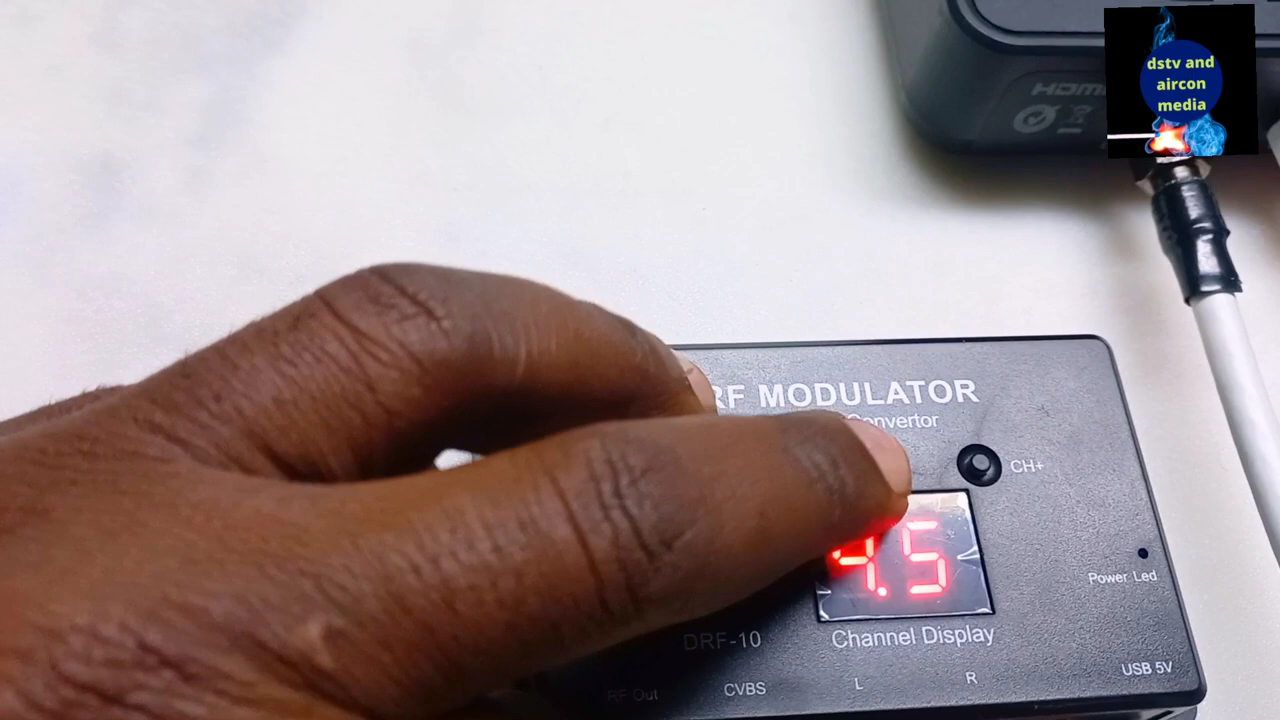 dstv and
aircon
media
HDMI
RF MODULATOR
Convertor
CH+
4.5
Power Led
DRF-10
Channel Display
USB 5V
RF Out
CVBS
L
R